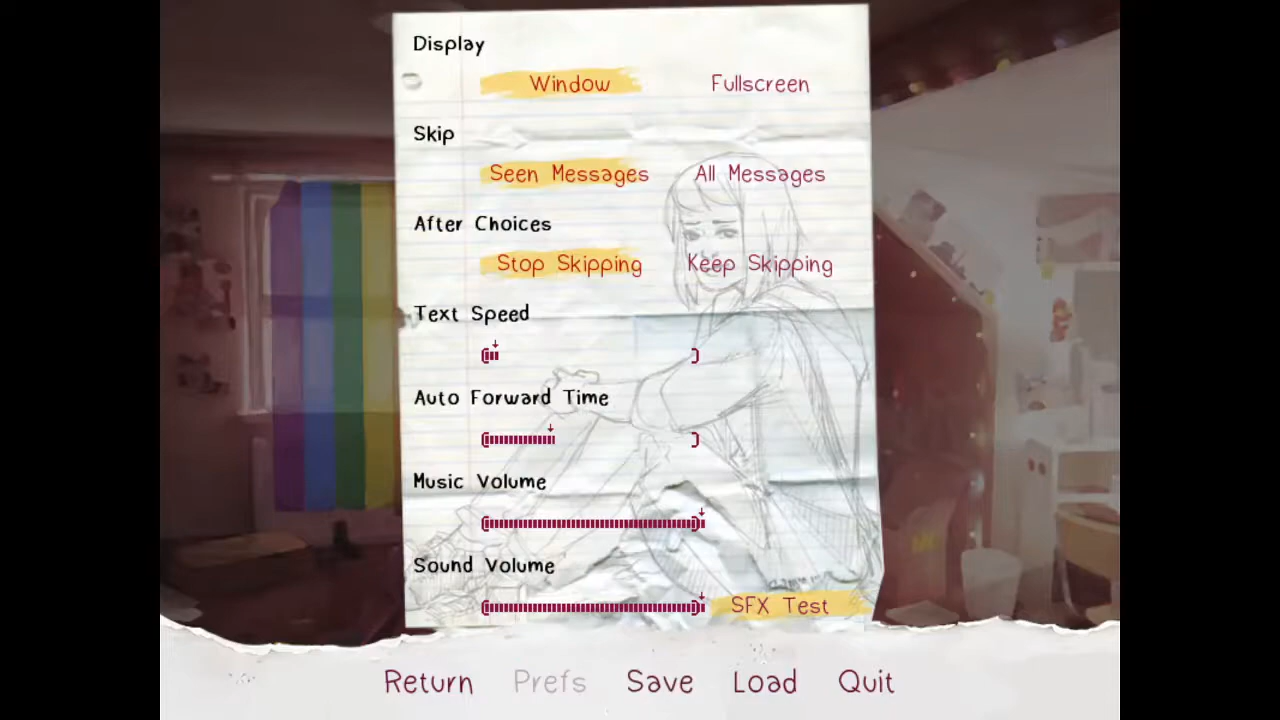 Display
Window Fullscreen
Skip
Seen Messages All Messages
After Choices
Stop Skipping Keep Skipping
Text Speed
Auto Forward Time
Music Volume
Sound Volume
SFX Test
Return Prefs Save Load Quit